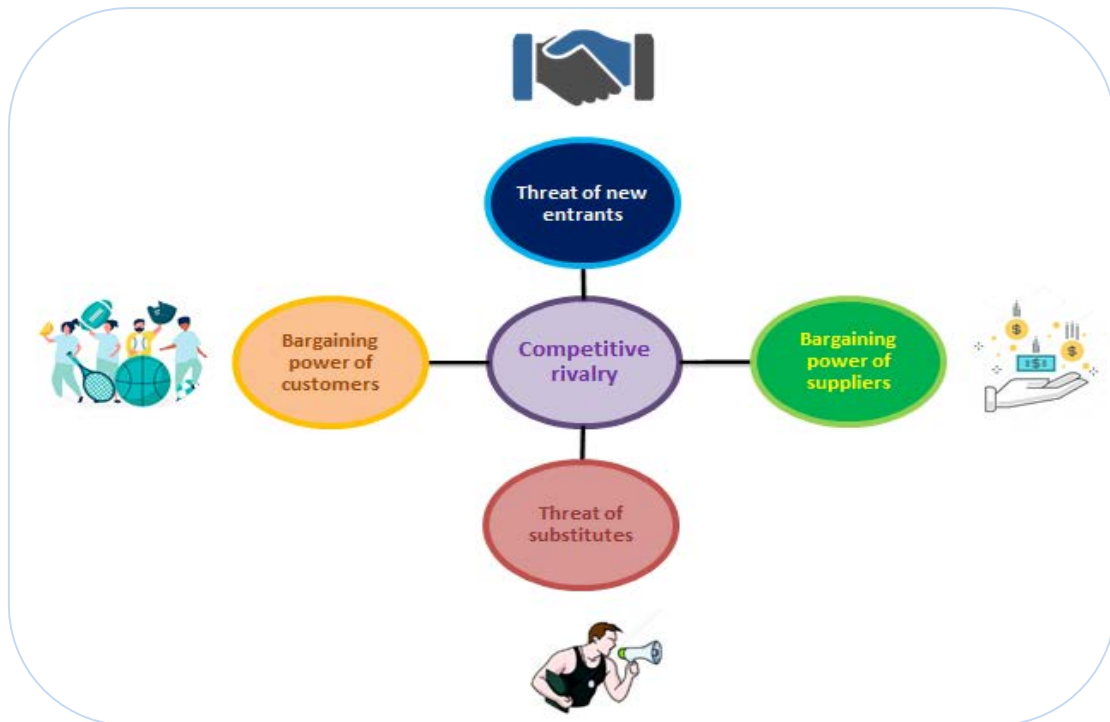 Threat of new
entrants
Bargaining
power of
customers
Competitive
rivalry
Bargaining
power of
suppliers
Threat of
substitutes